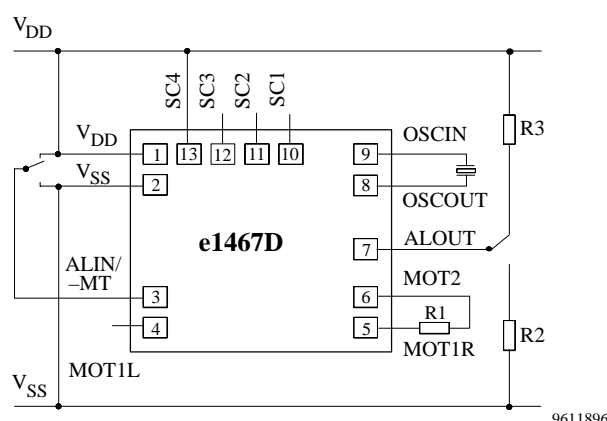 VDD
SC4
SC3
SC2
SC1
OSCIN
R3
VDD
1
13
12
11
10
9
VSS
2
8
OSCOUT
e1467D
7
ALOUT
ALIN/
–MT
3
6
MOT2
R1
4
5
R2
MOT1R
MOT1L
VSS
9611896